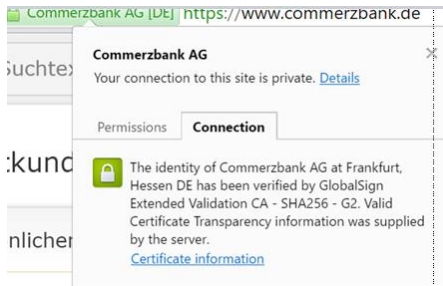 Commerzbank AG [DE] https://www.commerzbank.de
Commerzbank AG
Your connection to this site is private. Details
Suchte
Permissions Connection
tkund
The identity of Commerzbank AG at Frankfurt,
Hessen DE has been verified by GlobalSign
Extended Validation CA - SHA256 - G2. Valid
Certificate Transparency information was supplied
nlicher
by the server.
Certificate information